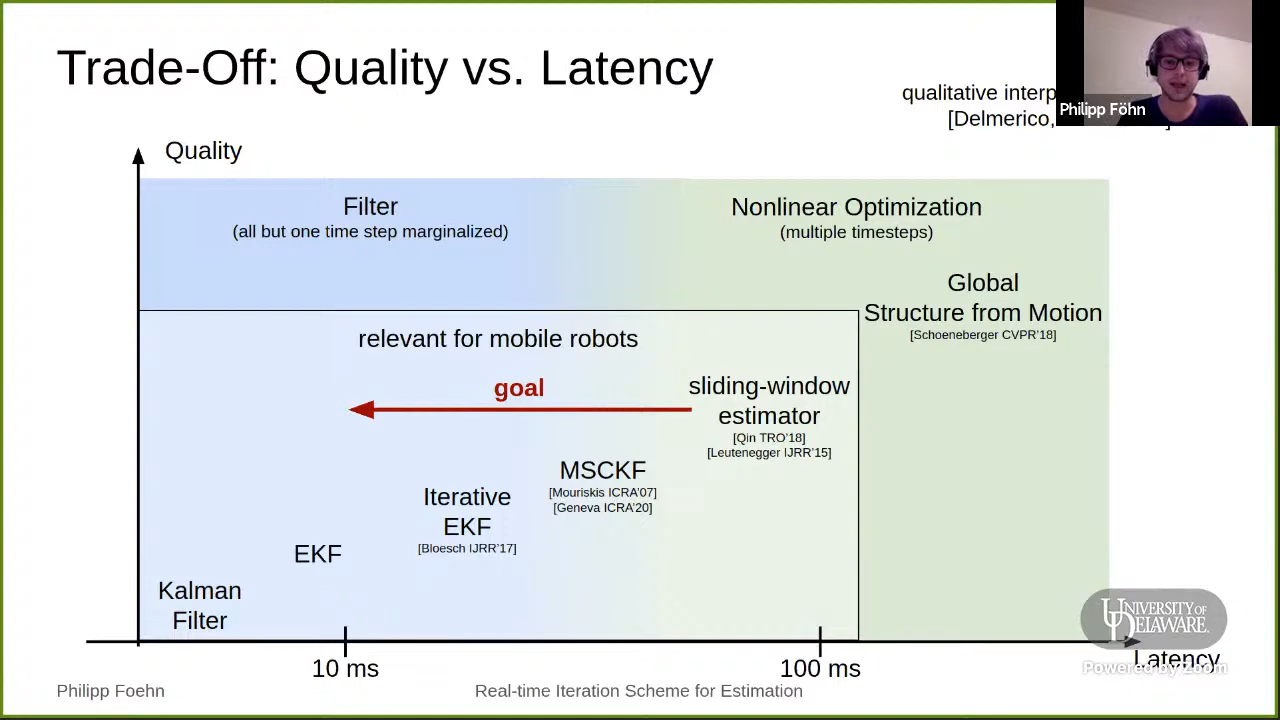 Trade-Off: Quality vs. Latency
qualitative interp
[Delmerico,
Philipp Föhn
Quality
Filter
(all but one time step marginalized)
Nonlinear Optimization
(multiple timesteps)
Global
Structure from Motion
[Schoeneberger CVPR'18]
relevant for mobile robots
goal
sliding-window
estimator
[Qin TRO'18]
[Leutenegger IJRR'15]
MSCKF
[Mouriskis ICRA'07]
[Geneva ICRA'20]
Iterative
EKF
[Bloesch IJRR'17]
EKF
Kalman
Filter
UNIVERSITY OF
DELAWARE.
10 ms
100 ms
Latency
Powered by Zoom
Philipp Foehn
Real-time Iteration Scheme for Estimation